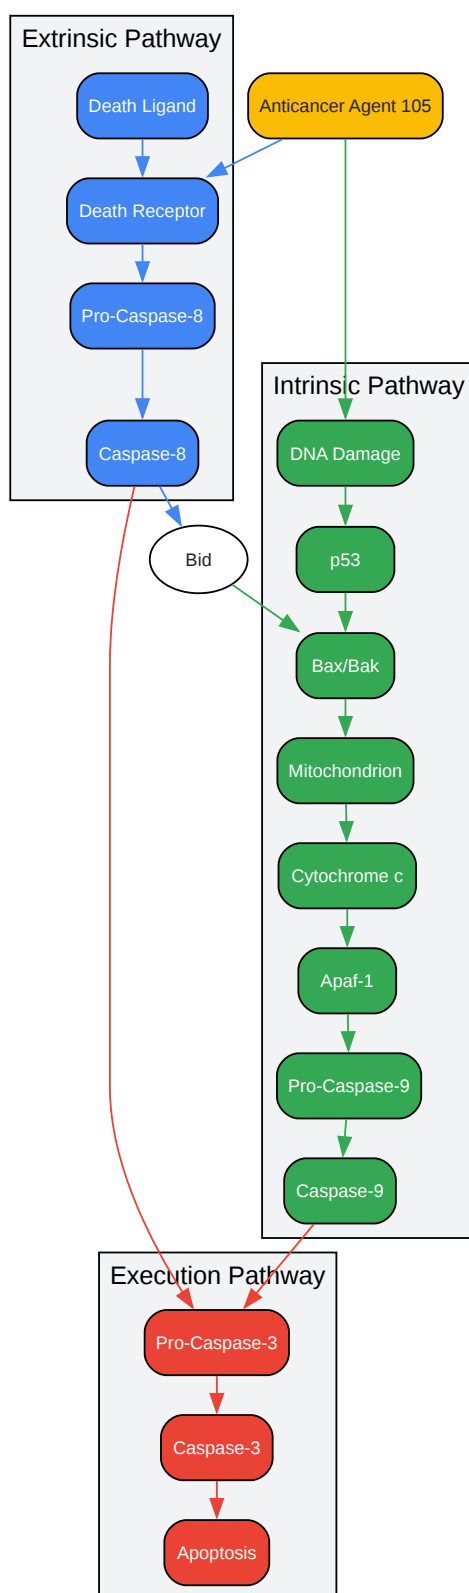 Extrinsic Pathway
Death Ligand
Anticancer Agent 105
Death Receptor
Pro-Caspase-8
Intrinsic Pathway
Caspase-8
DNA Damage
Bid
p53
Bax/Bak
Mitochondrion
Cytochrome c
Apaf-1
Pro-Caspase-9
Caspase-9
Execution Pathway
Pro-Caspase-3
Caspase-3
Apoptosis